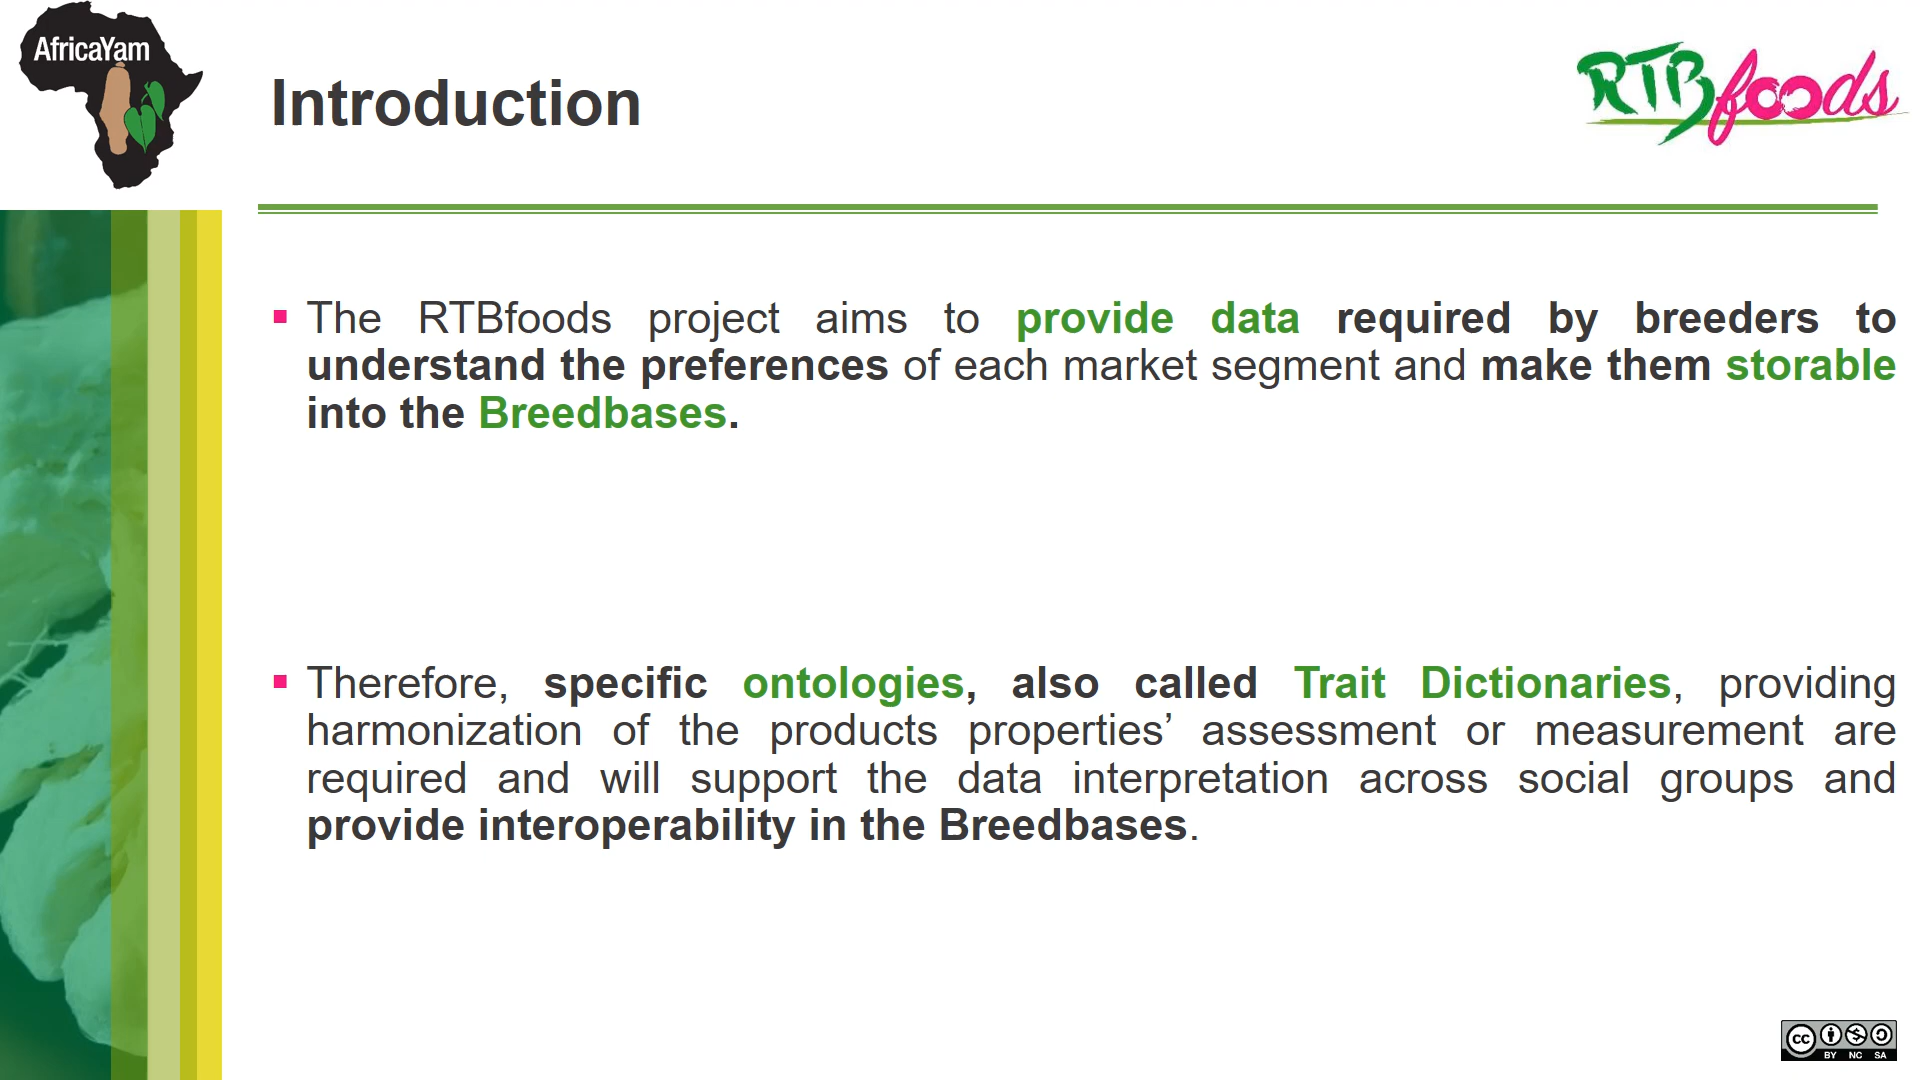 AfricaYam
Introduction
RTBfoods
The RTBfoods project aims to provide data required by breeders to
understand the preferences of each market segment and make them storable
into the Breedbases.
Therefore, specific ontologies, also called Trait Dictionaries, providing
harmonization of the products properties’ assessment or measurement are
required and will support the data interpretation across social groups and
provide interoperability in the Breedbases.
cc
BY NC SA